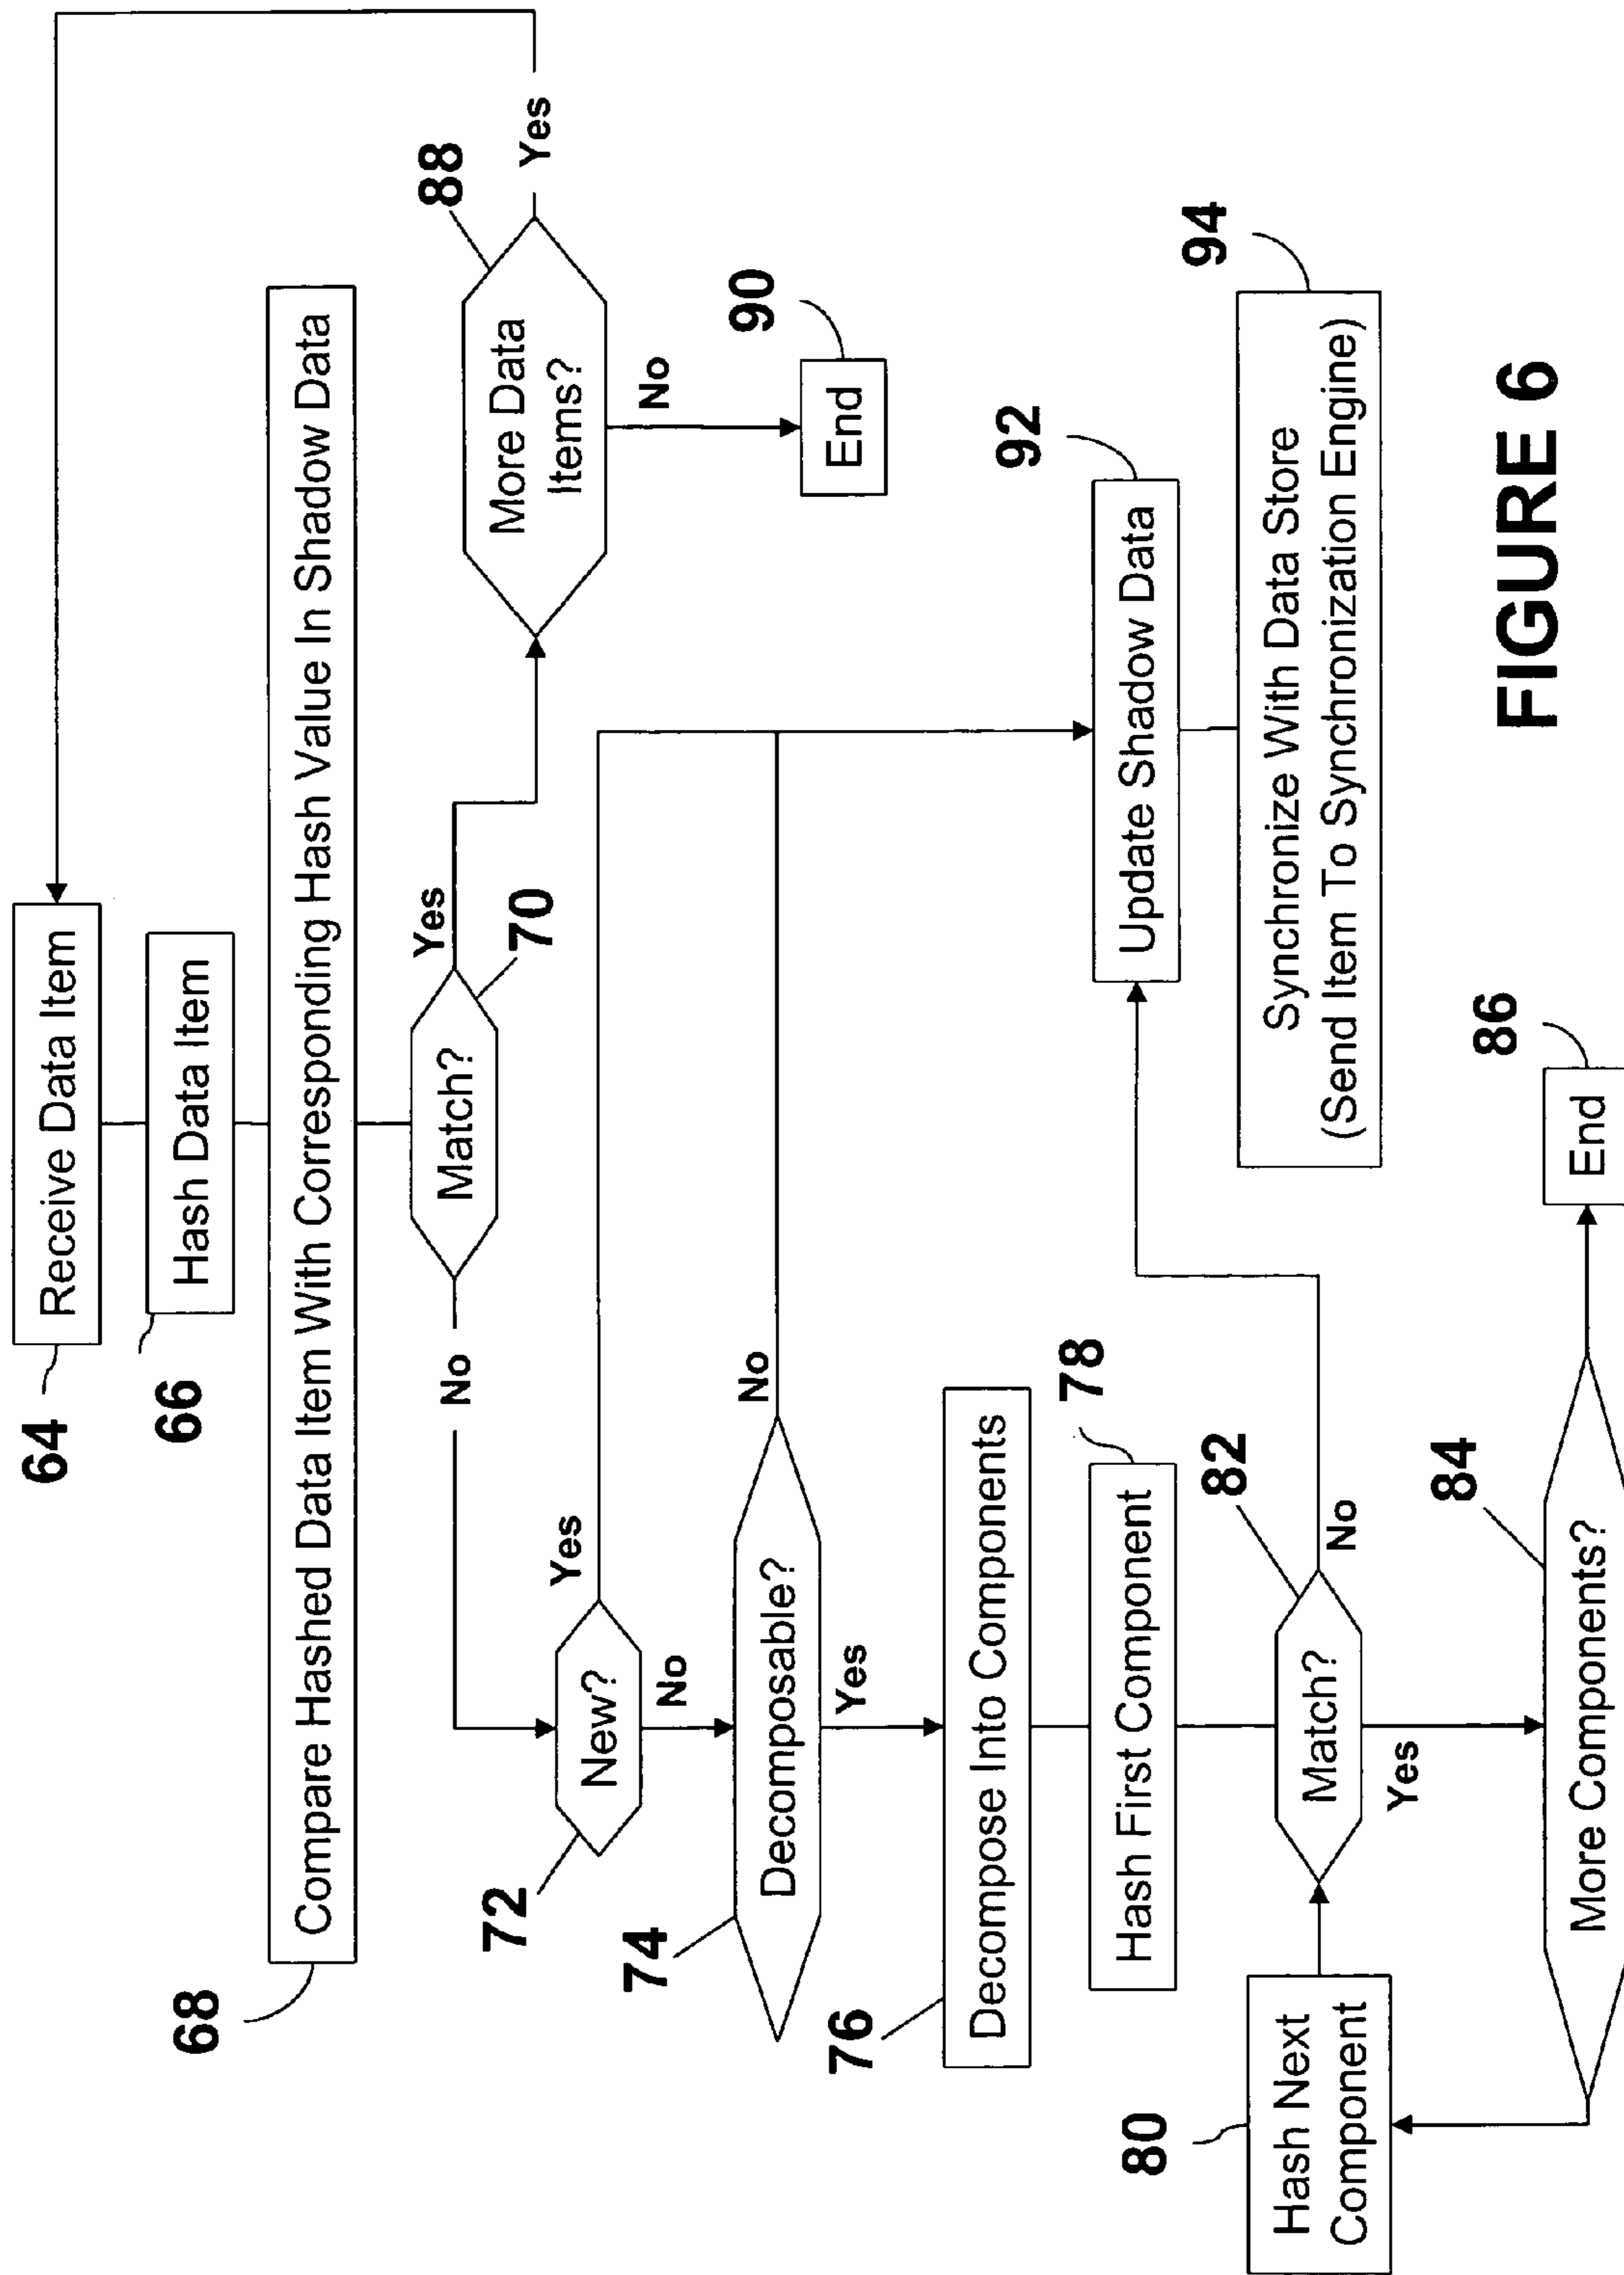 64
Receive Data Item
66
Hash Data Item
68
Compare Hashed Data Item With Corresponding Hash Value In Shadow Data
No
Match?
70
Yes
88
More Data
Items?
Yes
No
90
End
72
New?
Yes
No
74
Decomposable?
No
Yes
76
Decompose Into Components
78
Hash First Component
80
Hash Next
Component
82
Match?
No
Yes
84
More Components?
86
End
92
Update Shadow Data
94
Synchronize With Data Store
(Send Item To Synchronization Engine)
FIGURE 6